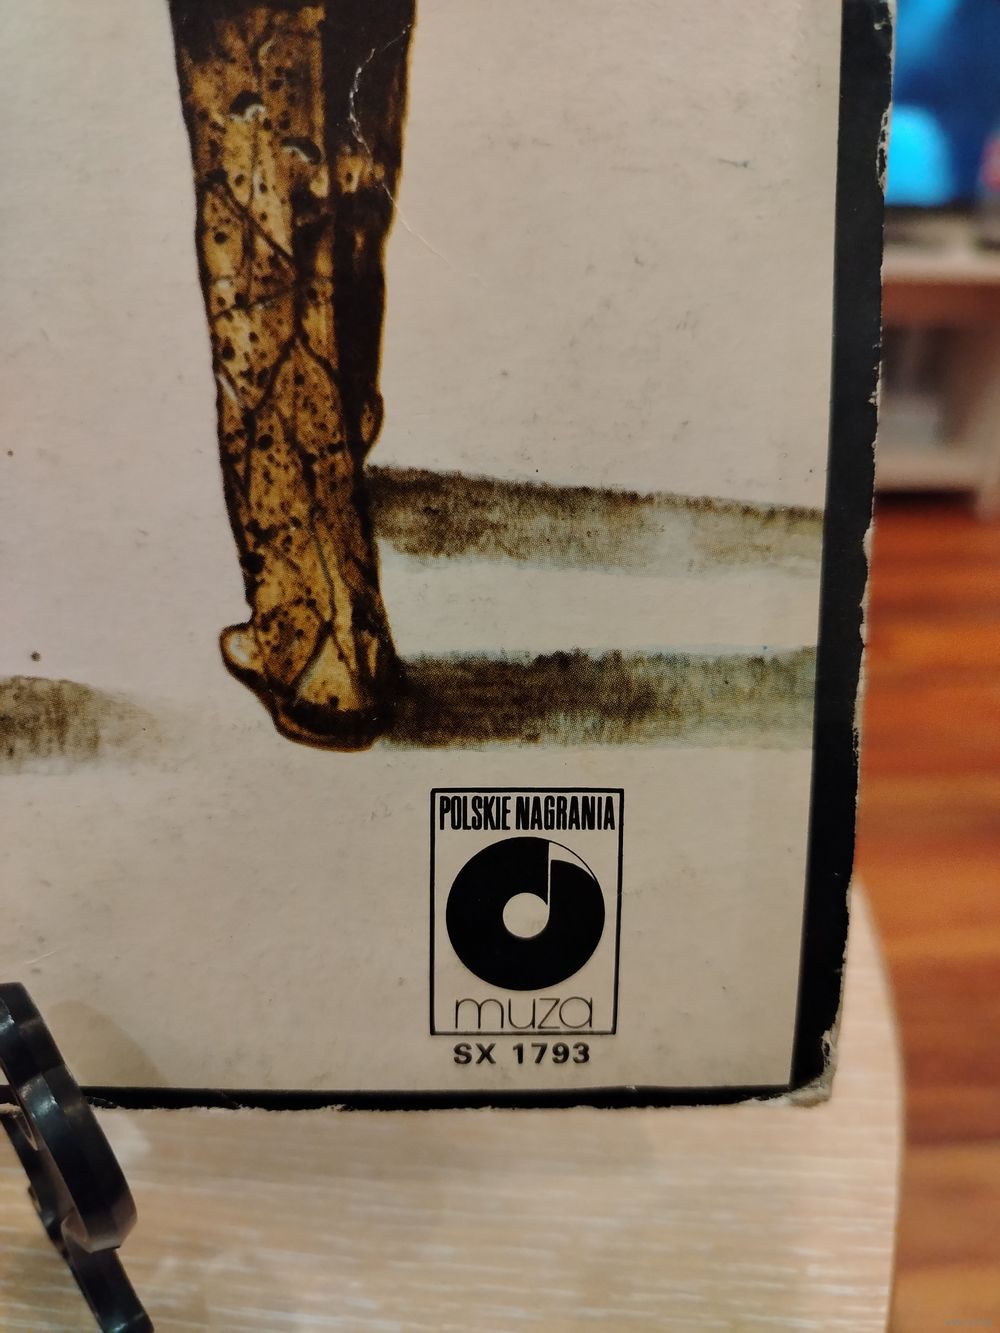 POLSKIE NAGRANIA
muza
SX 1793